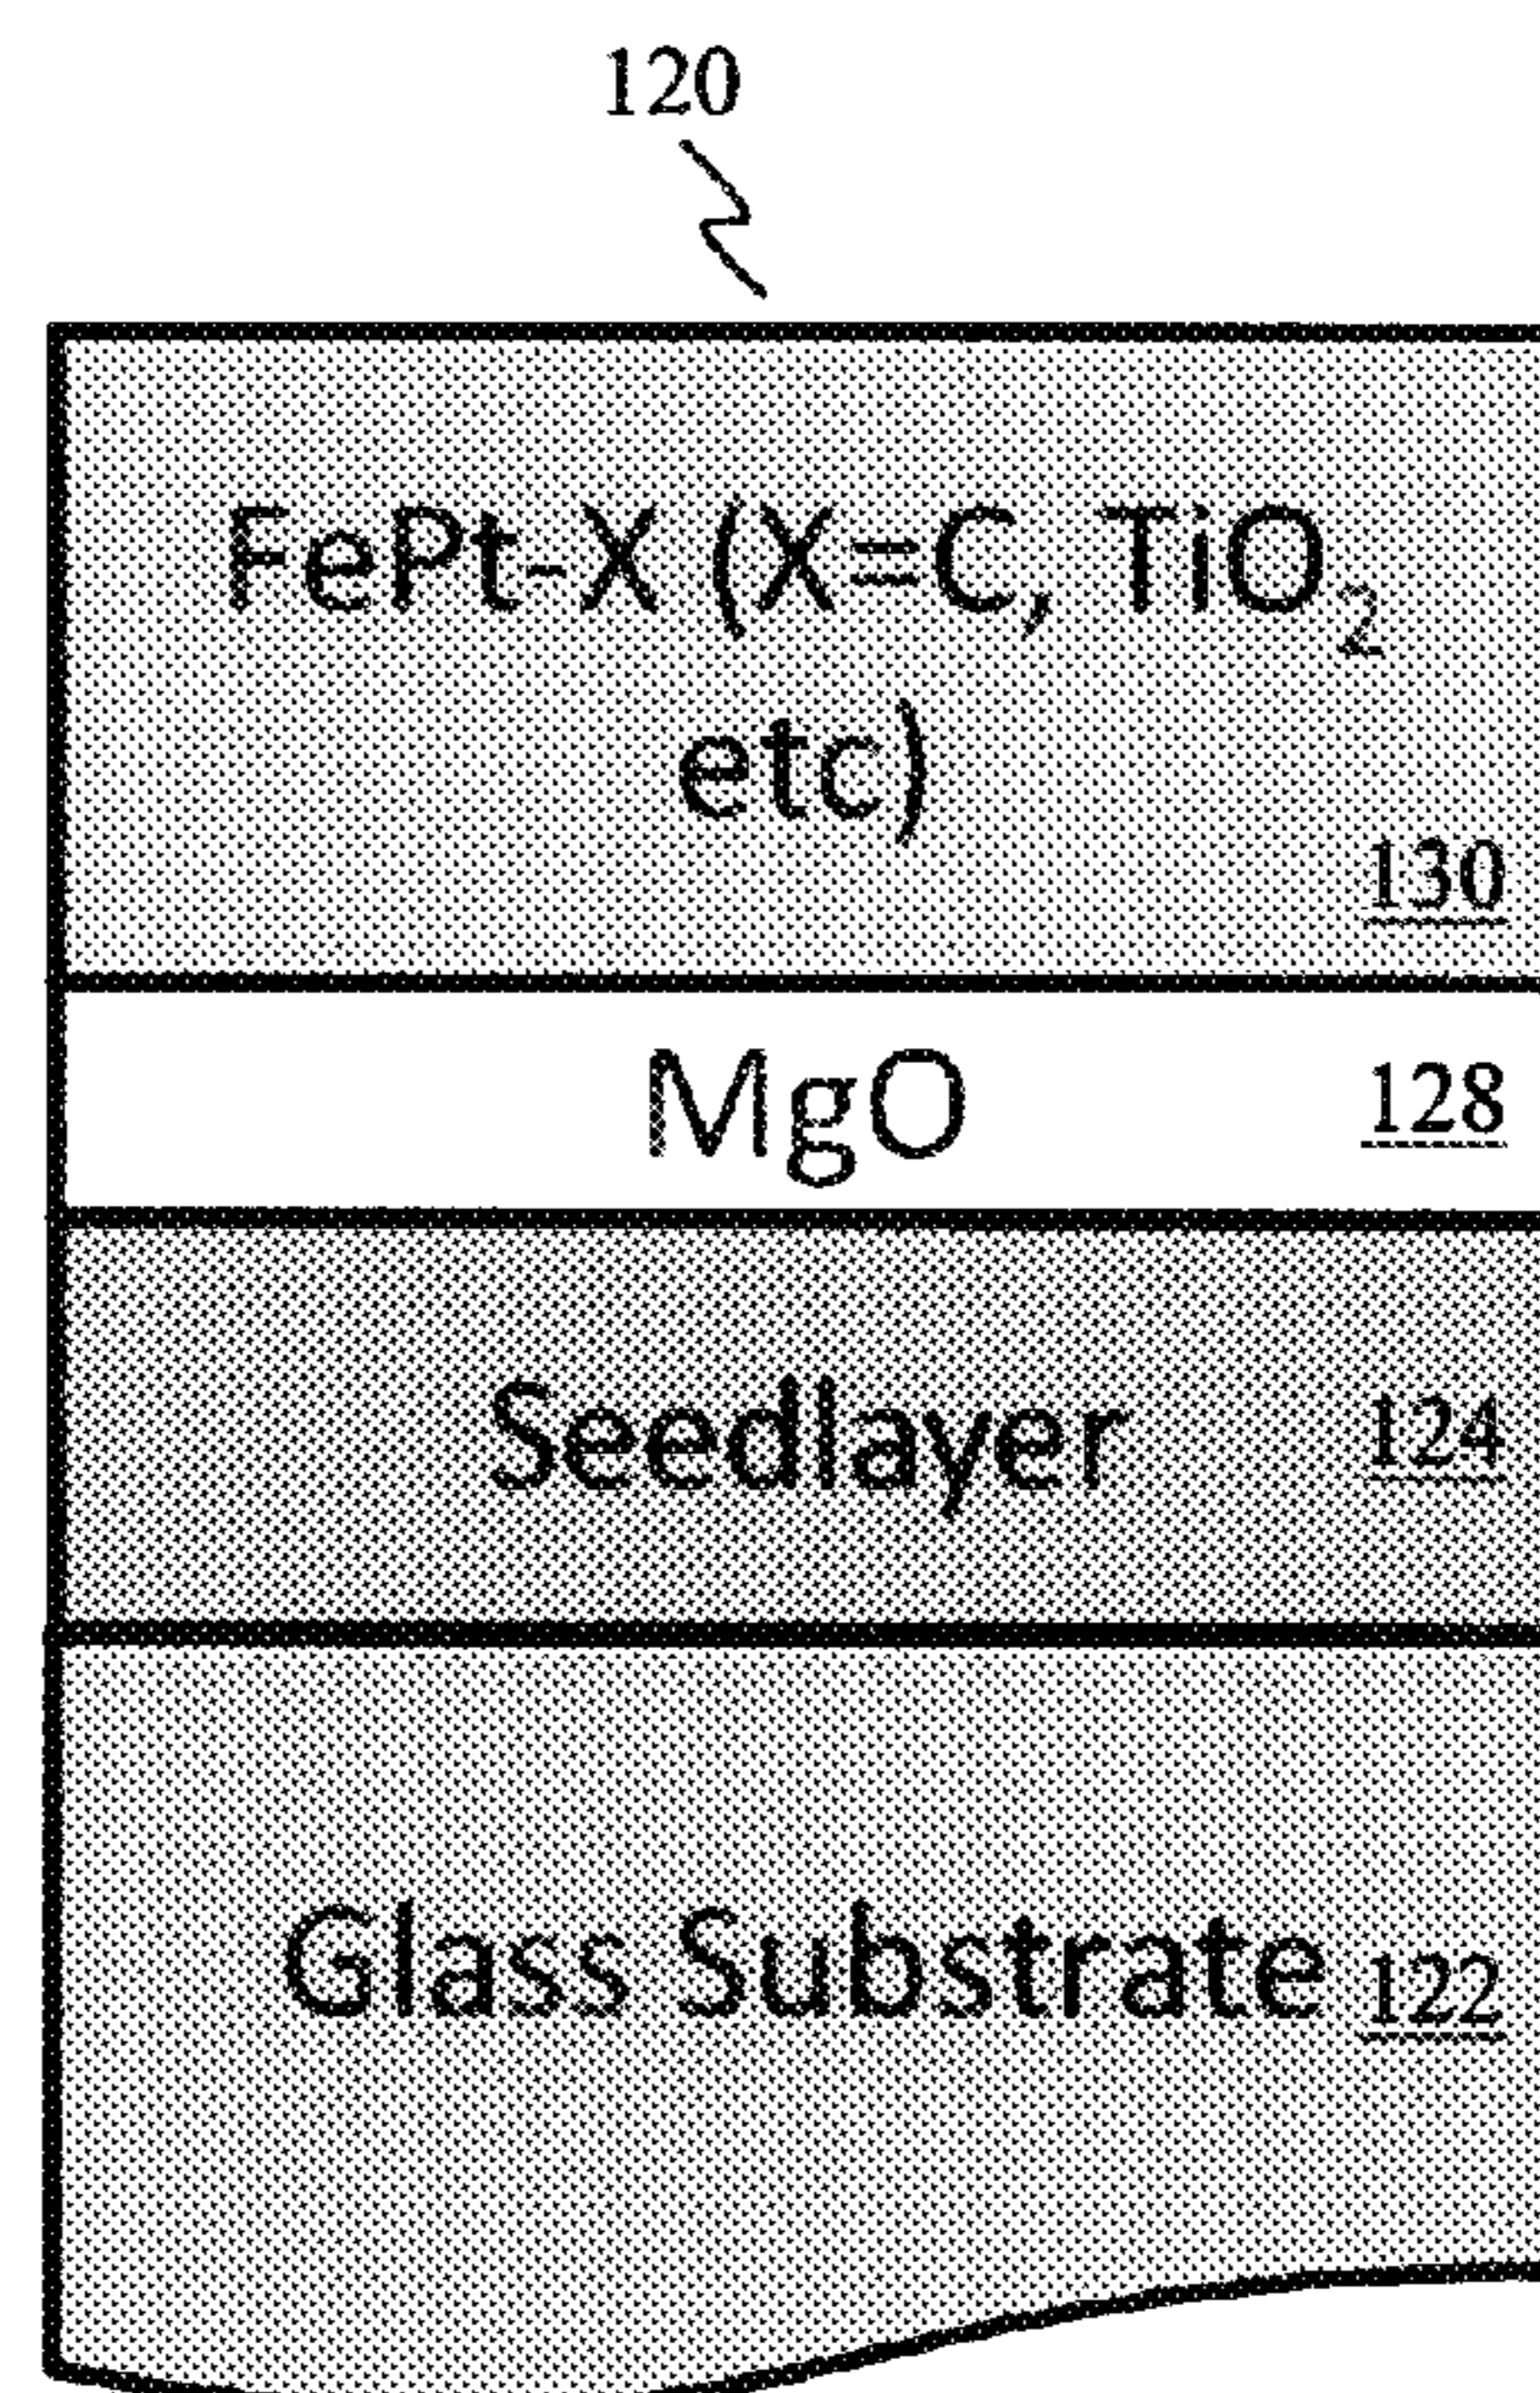 120
FePt-X (X=C, TiO₂
etc)
130
MgO 128
Seedlayer 124
Glass Substrate 122